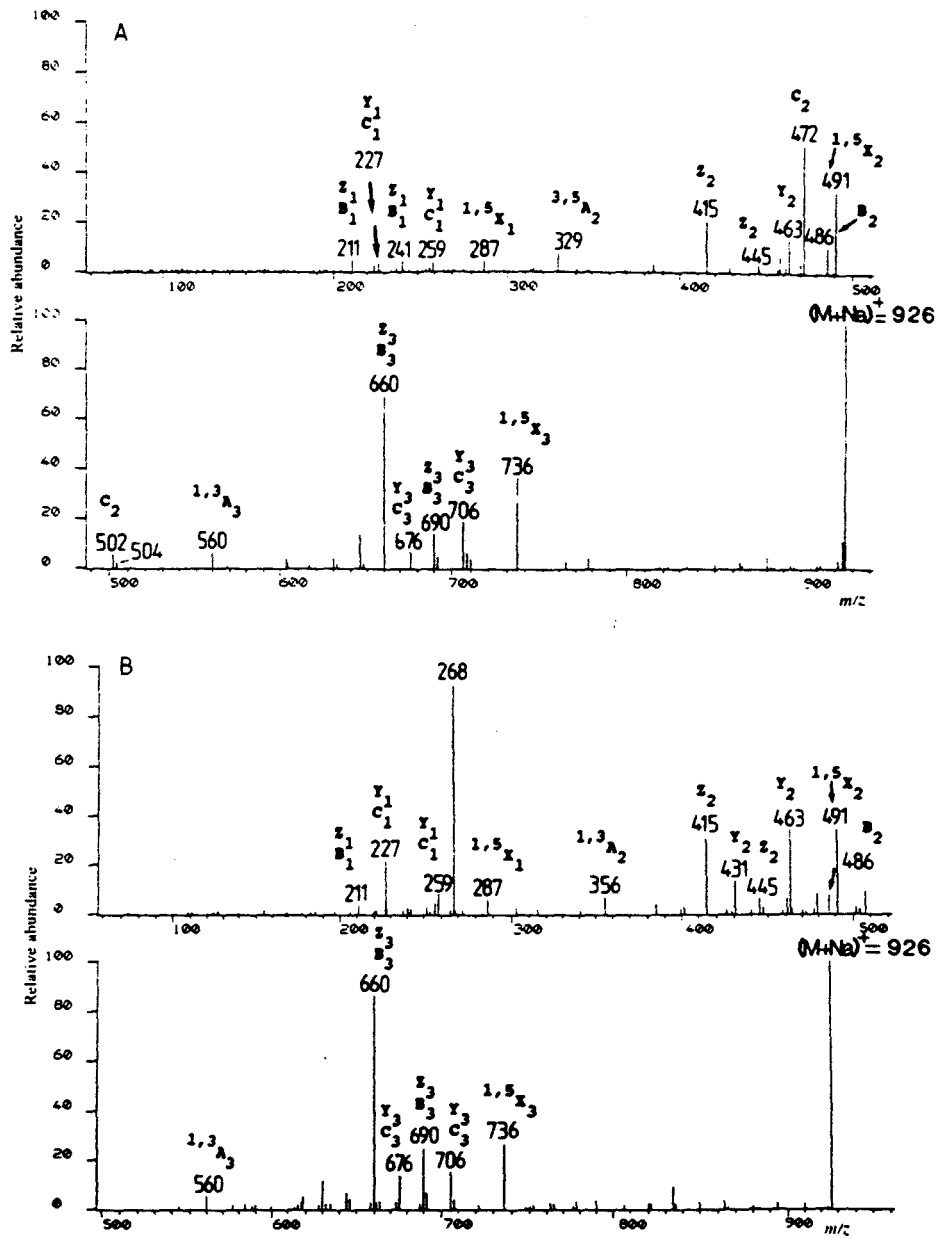 A
Relative abundance
100
80
60
40
20
0
Y1
C1
227
Z1
B1
211
Z1
B1
241
Y1
C1
259
1,5X1
287
3,5A2
329
Z2
415
Z2
445
Y2
463
C2
472
486
1,5X2
491
B2
100 200 300 400 500
(M+Na)+= 926
100
80
60
40
20
0
C2
502
504
1,3A3
560
Z3
B3
660
Y3
C3
676
Z3
B3
690
Y3
C3
706
1,5X3
736
500 600 700 800 900
m/z
B
Relative abundance
100
80
60
40
20
0
Z1
B1
211
Y1
C1
227
Y1
C1
259
268
1,5X1
287
1,3A2
356
Z2
415
Y2
431
Z2
445
Y2
463
1,5X2
491
B2
486
100 200 300 400 500
(M+Na)+= 926
100
80
60
40
20
0
1,3A3
560
Z3
B3
660
Y3
C3
676
Z3
B3
690
Y3
C3
706
1,5X3
736
500 600 700 800 900 m/z